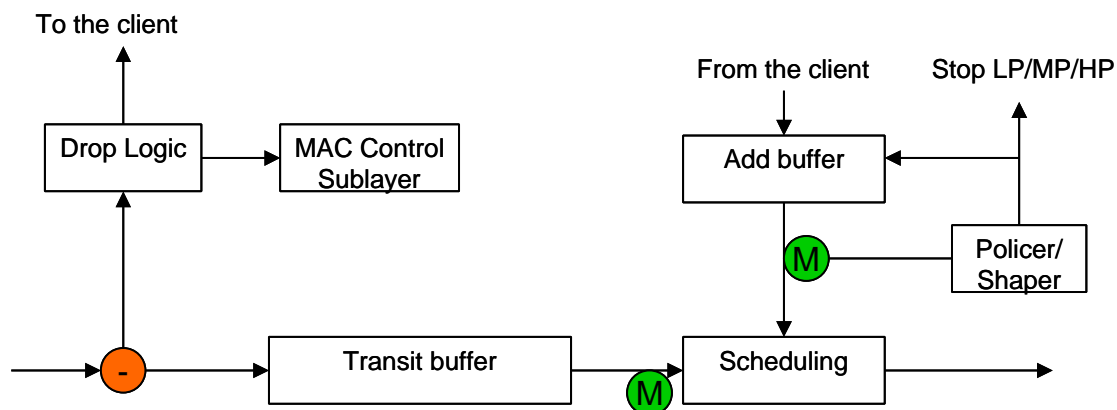 To the client
From the client
Stop LP/MP/HP
Drop Logic
MAC Control
Sublayer
Add buffer
M
Policer/
Shaper
-
Transit buffer
M
Scheduling